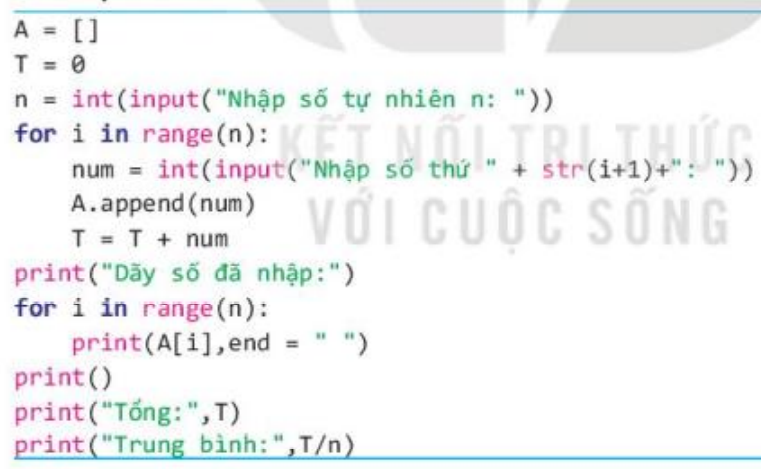 A = []
T = 0
n = int(input("Nhập số tự nhiên n: "))
for i in range(n):
    num = int(input("Nhập số thứ " + str(i+1)+": "))
    A.append(num)
    T = T + num
print("Dãy số đã nhập:")
for i in range(n):
    print(A[i],end = " ")
print()
print("Tổng:",T)
print("Trung bình:",T/n)
KẾT NỐI TRI THỨC
VỚI CUỘC SỐNG